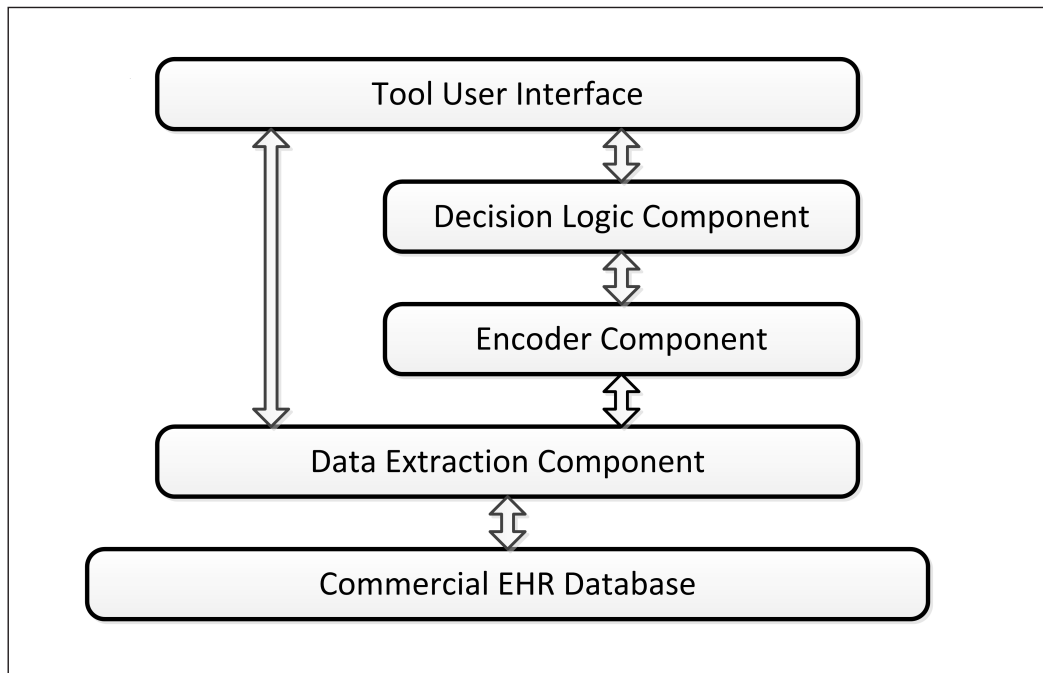 Tool User Interface
Decision Logic Component
Encoder Component
Data Extraction Component
Commercial EHR Database